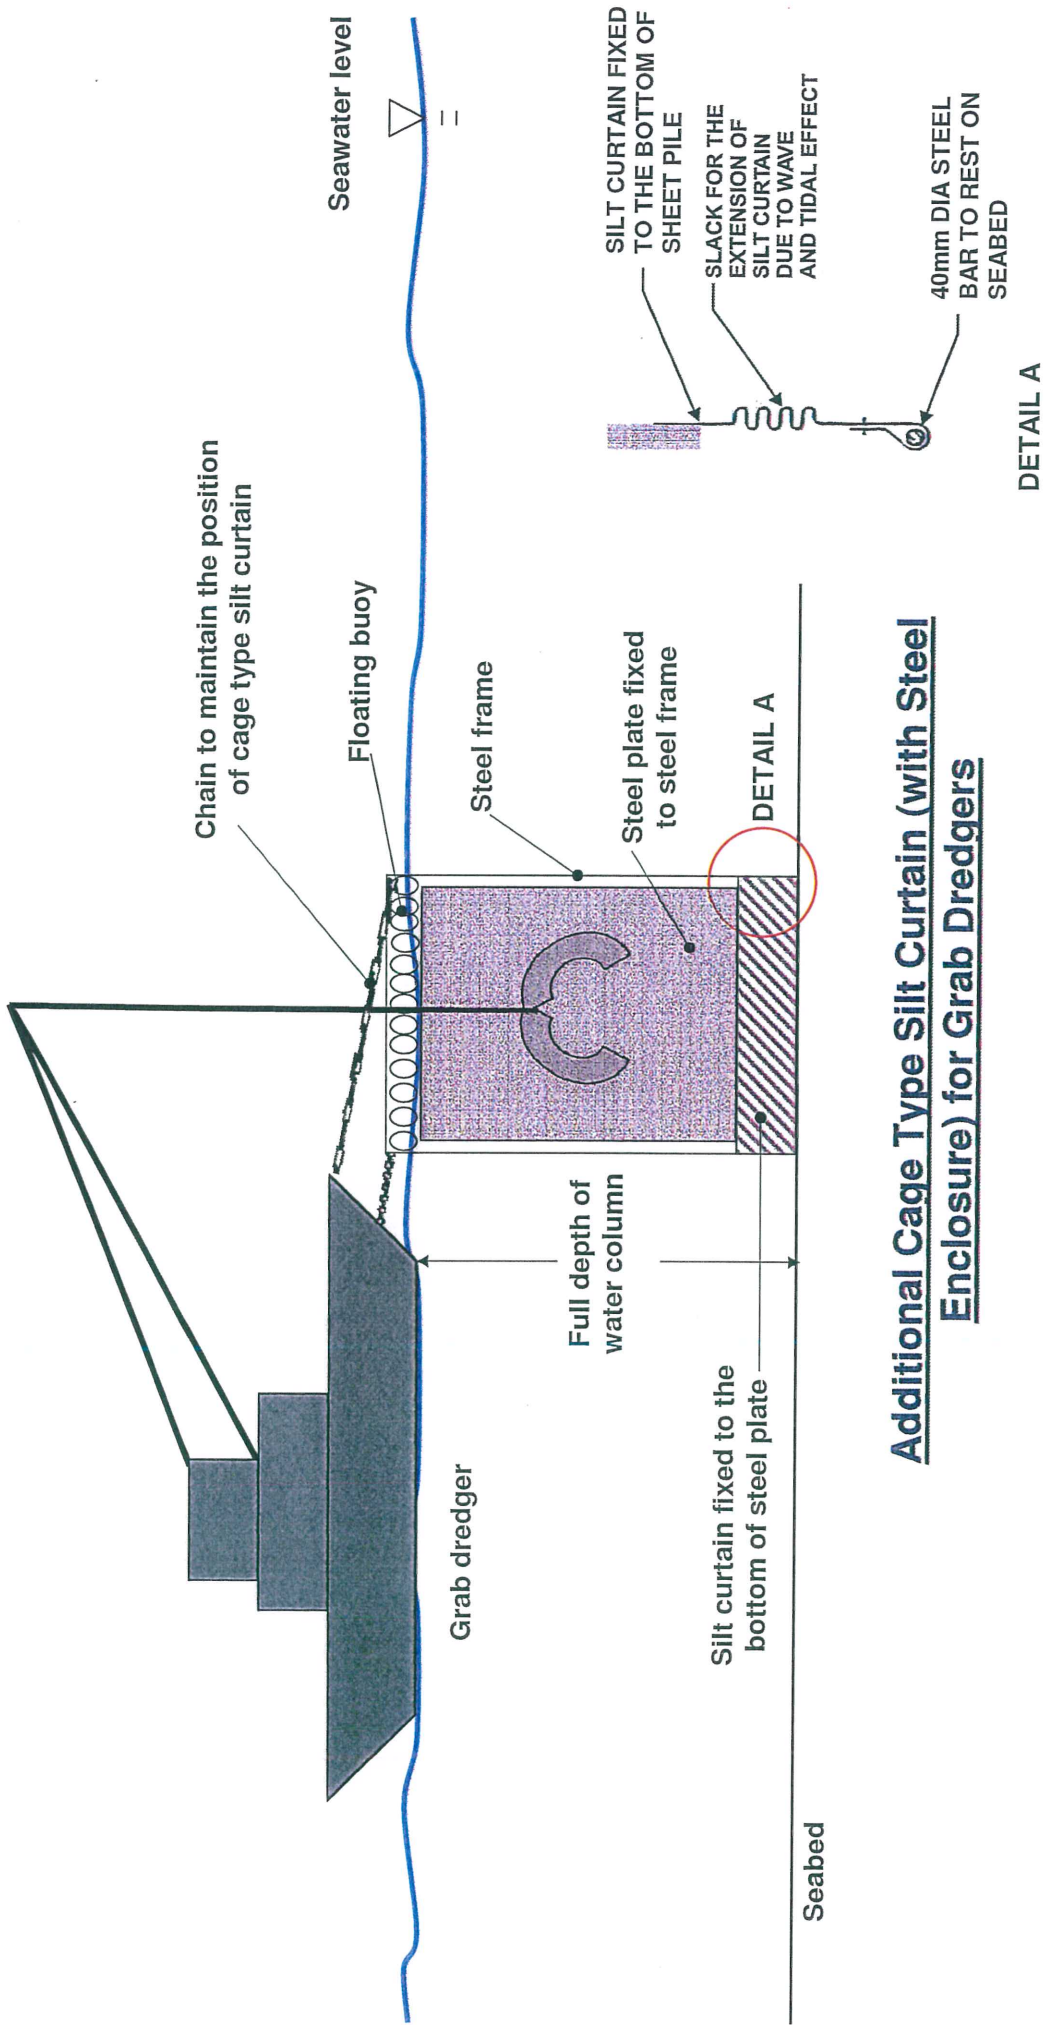 Seawater level
Chain to maintain the position
of cage type silt curtain
Floating buoy
Steel frame
Steel plate fixed
to steel frame
DETAIL A
Grab dredger
Full depth of
water column
Silt curtain fixed to the
bottom of steel plate
Seabed
SILT CURTAIN FIXED
TO THE BOTTOM OF
SHEET PILE
SLACK FOR THE
EXTENSION OF
SILT CURTAIN
DUE TO WAVE
AND TIDAL EFFECT
40mm DIA STEEL
BAR TO REST ON
SEABED
DETAIL A
Additional Cage Type Silt Curtain (with Steel
Enclosure) for Grab Dredgers